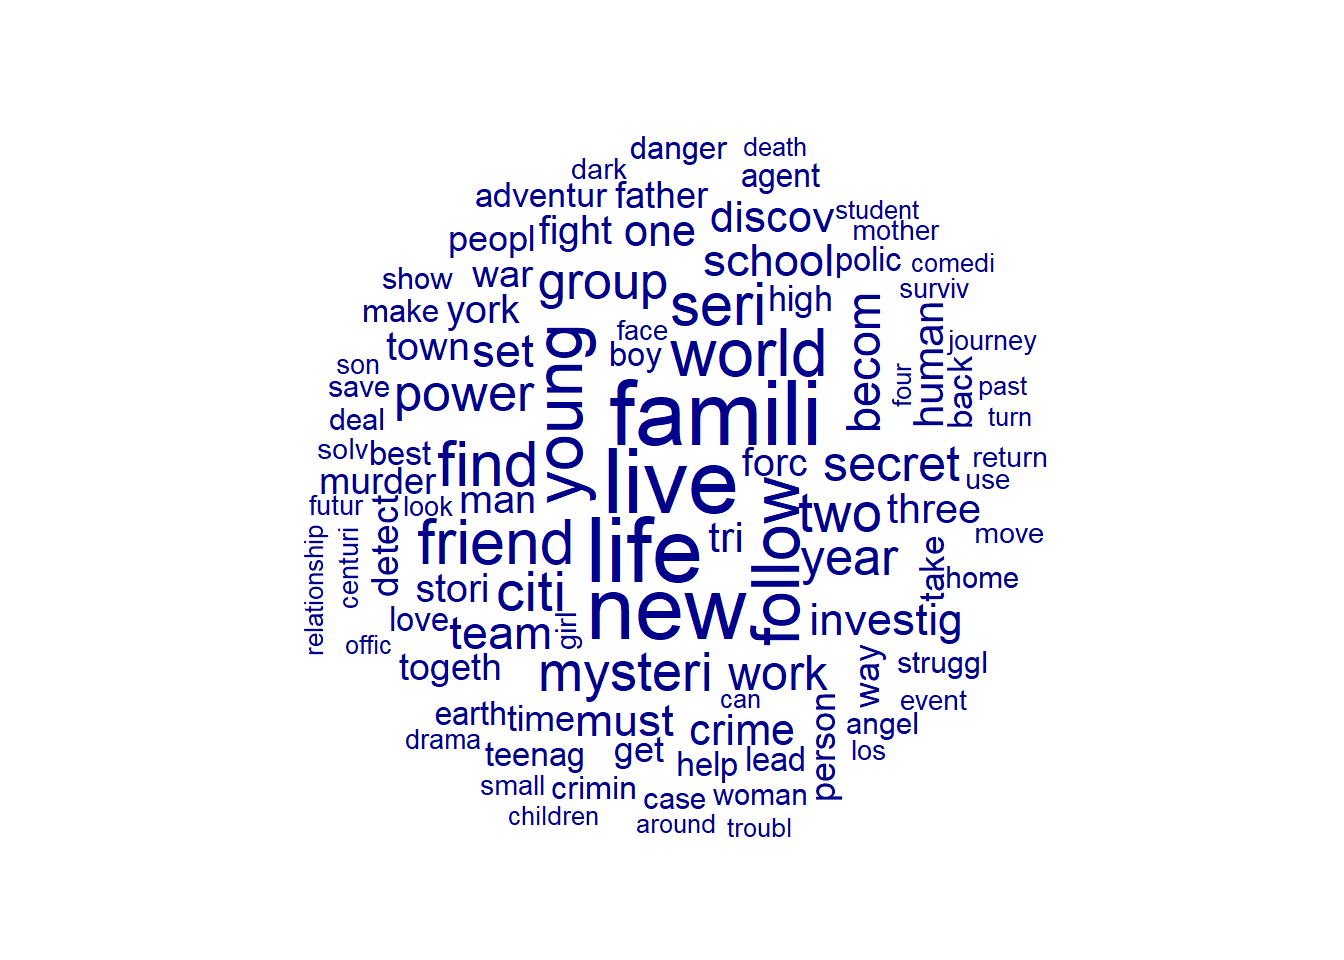 danger death
dark agent
adventur father
discov student
peopl fight one mother
school polic comedi
show war group seri high surviv
make york young face becom human journey
town set boy world four back
son
save power famili past
deal turn
solv best find live forc secret return
murder use
futur look man follow two three
relationship centuri detect friend life tri year move
stori citi new take home
love team girl investig
offic
togeth mysteri work way struggl
can person event
earth time must crime angel
drama
teenag get help lead los
small crimin case woman
children around troubl